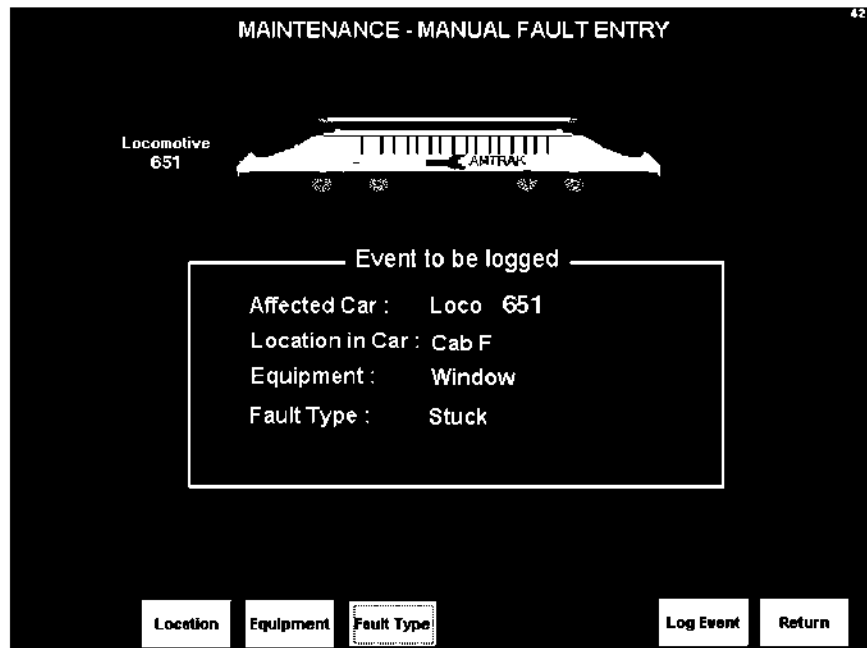 42
MAINTENANCE - MANUAL FAULT ENTRY
Locomotive
651
AMTRAK
Event to be logged
Affected Car : Loco 651
Location in Car : Cab F
Equipment : Window
Fault Type : Stuck
Location Equipment Fault Type Log Event Return